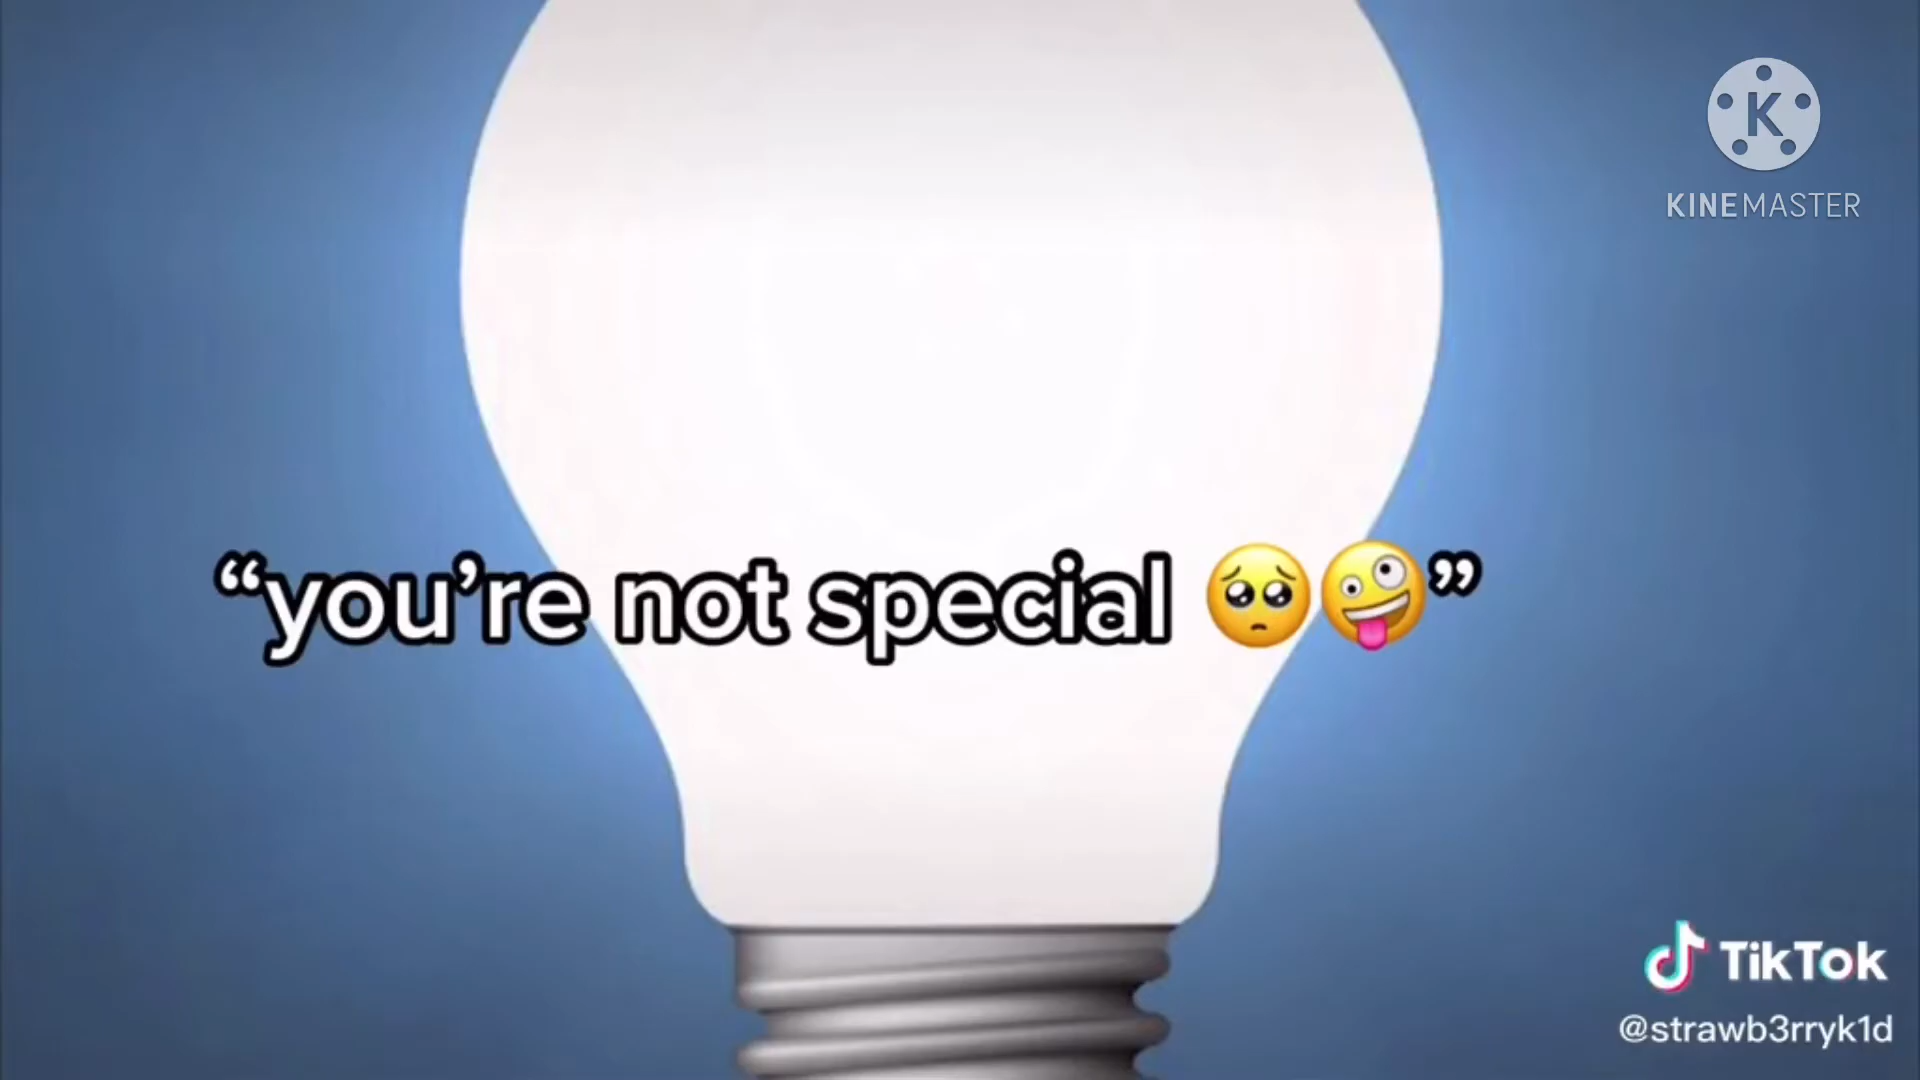 K
KINEMASTER
“you’re not special 🥺🤪”
TikTok
@strawb3rryk1d